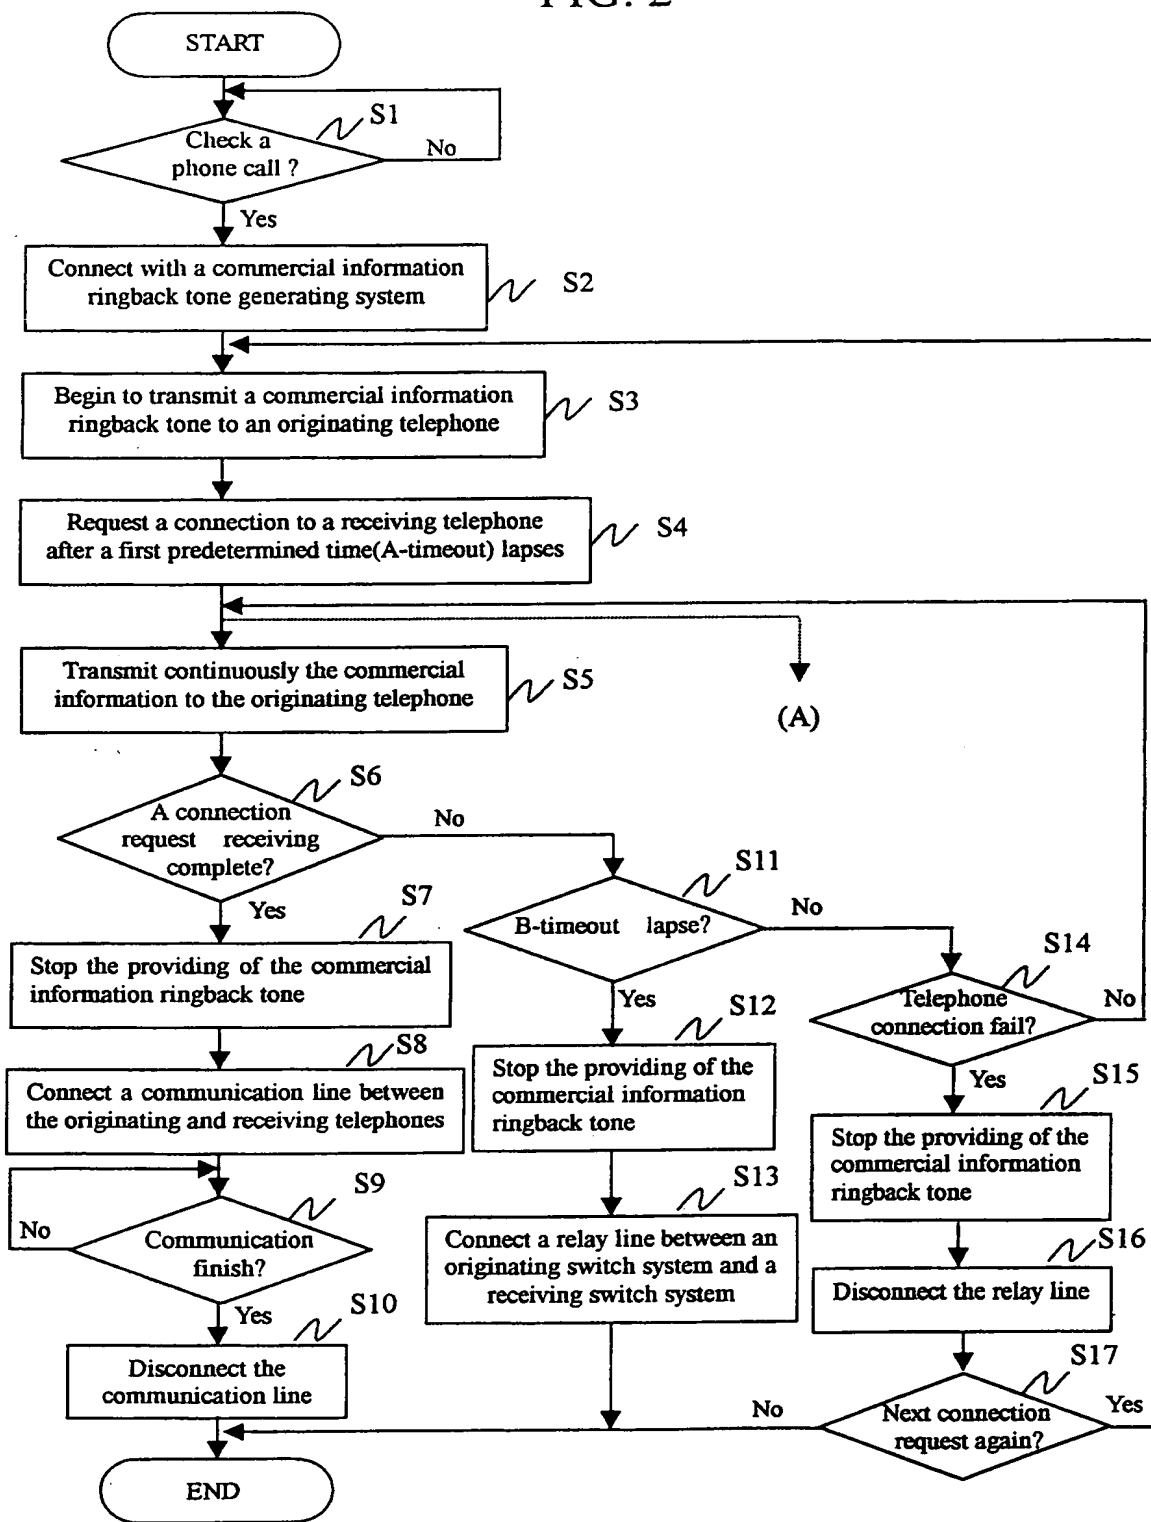 FIG. 2
START
S1
Check a
phone call ?
No
Yes
Connect with a commercial information
ringback tone generating system
S2
Begin to transmit a commercial information
ringback tone to an originating telephone
S3
Request a connection to a receiving telephone
after a first predetermined time(A-timeout) lapses
S4
Transmit continuously the commercial
information to the originating telephone
S5
(A)
S6
A connection
request receiving
complete?
No
Yes
S7
Stop the providing of the commercial
information ringback tone
S8
Connect a communication line between
the originating and receiving telephones
S9
Communication
finish?
No
Yes
S10
Disconnect the
communication line
END
S11
B-timeout lapse?
No
Yes
S12
Stop the providing of the
commercial information
ringback tone
S13
Connect a relay line between an
originating switch system and a
receiving switch system
S14
Telephone
connection fail?
No
Yes
S15
Stop the providing of the
commercial information
ringback tone
S16
Disconnect the relay line
S17
Next connection
request again?
No
Yes